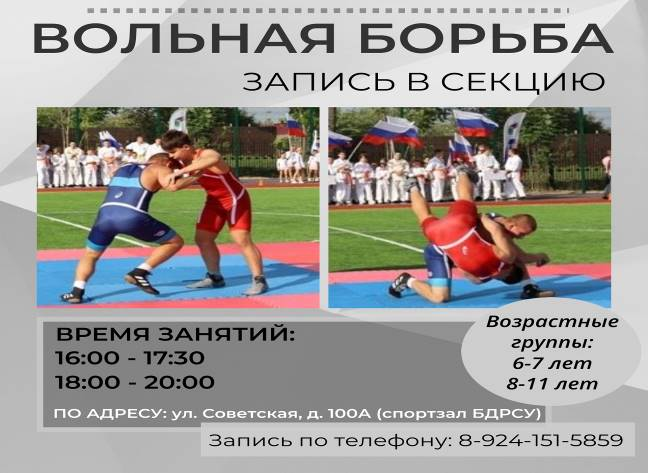 ВОЛЬНАЯ БОРЬБА
ЗАПИСЬ В СЕКЦИЮ
ВРЕМЯ ЗАНЯТИЙ:
16:00 - 17:30
18:00 - 20:00
Возрастные
группы:
6-7 лет
8-11 лет
ПО АДРЕСУ: ул. Советская, д. 100А (спортзал БДРСУ)
Запись по телефону: 8-924-151-5859